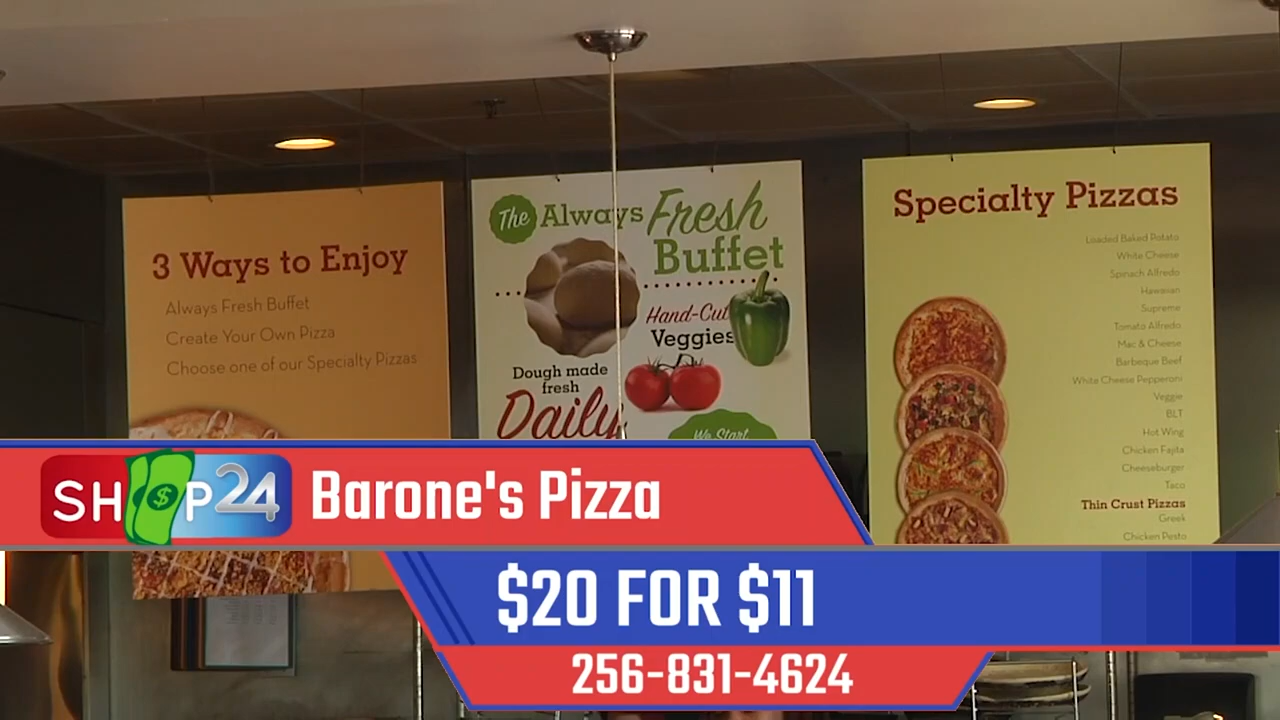 3 Ways to Enjoy
Always Fresh Buffet
Create Your Own Pizza
Choose one of our Specialty Pizzas
The Always Fresh
Buffet
Hand-Cut
Veggies
Dough made
fresh
Daily
We Start
Specialty Pizzas
Loaded Baked Potato
White Cheese
Spinach Alfredo
Hawaiian
Supreme
Tomato Alfredo
Mac & Cheese
Barbeque Beef
White Cheese Pepperoni
Veggie
BLT
Hot Wing
Chicken Fajita
Cheeseburger
Taco
Thin Crust Pizzas
Greek
Chicken Pesto
SHOP24
Barone's Pizza
$20 FOR $11
256-831-4624